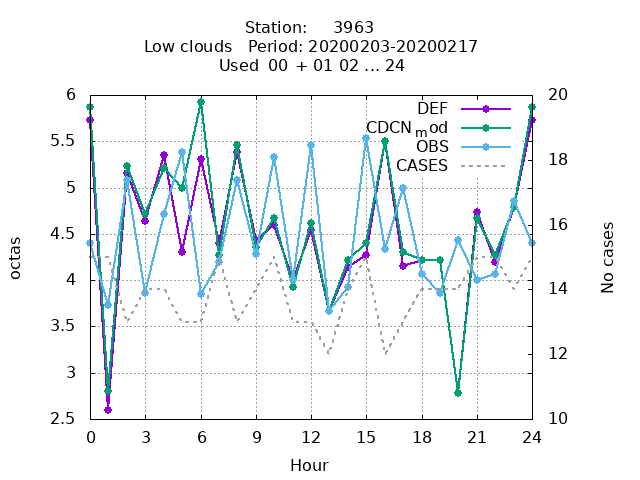 Station: 3963
Low clouds Period: 20200203-20200217
Used 00 + 01 02 ... 24
DEF
CDCN mod
OBS
CASES
6
5.5
5
4.5
4
3.5
3
2.5
20
18
16
14
12
10
octas
No cases
0 3 6 9 12 15 18 21 24
Hour